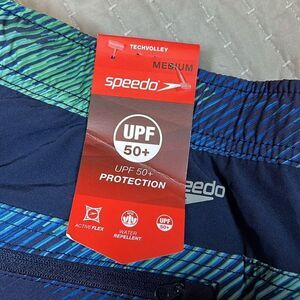 TECHVOLLEY
MEDIUM
speedo
UPF
50+
UPF 50+
PROTECTION
ACTIVE FLEX
WATER
REPELLENT
UPF
50+
speedo